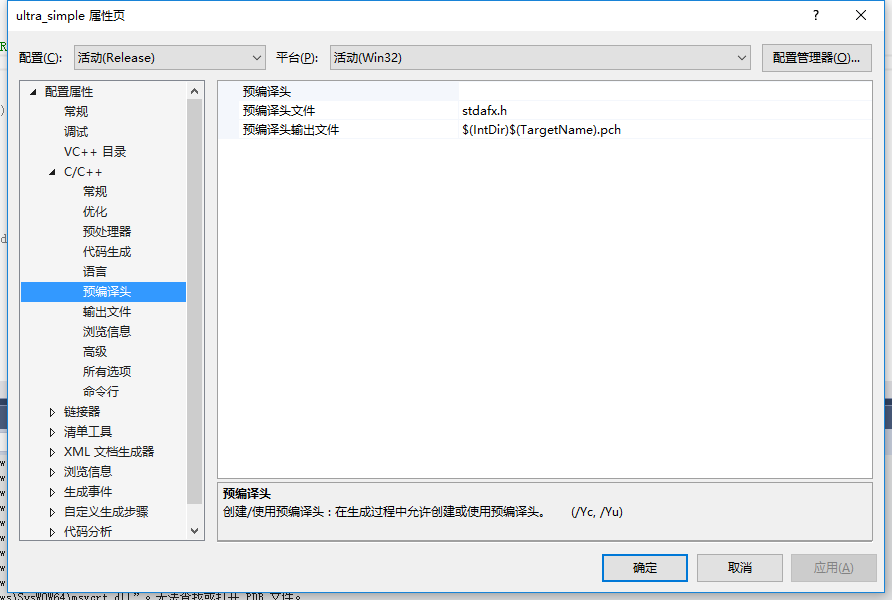 ultra_simple 属性页
?
配置(C):
活动(Release)
平台(P):
活动(Win32)
配置管理器(O)...
配置属性
常规
调试
VC++ 目录
C/C++
常规
优化
预处理器
代码生成
语言
预编译头
输出文件
浏览信息
高级
所有选项
命令行
链接器
清单工具
XML 文档生成器
浏览信息
生成事件
自定义生成步骤
代码分析
预编译头
预编译头文件 stdafx.h
预编译头输出文件 $(IntDir)$(TargetName).pch
预编译头
创建/使用预编译头：在生成过程中允许创建或使用预编译头。 (/Yc, /Yu)
确定
取消
应用(A)
ws\SysWOW64\msvcrt.dll”。无法查找或打开 PDB 文件。